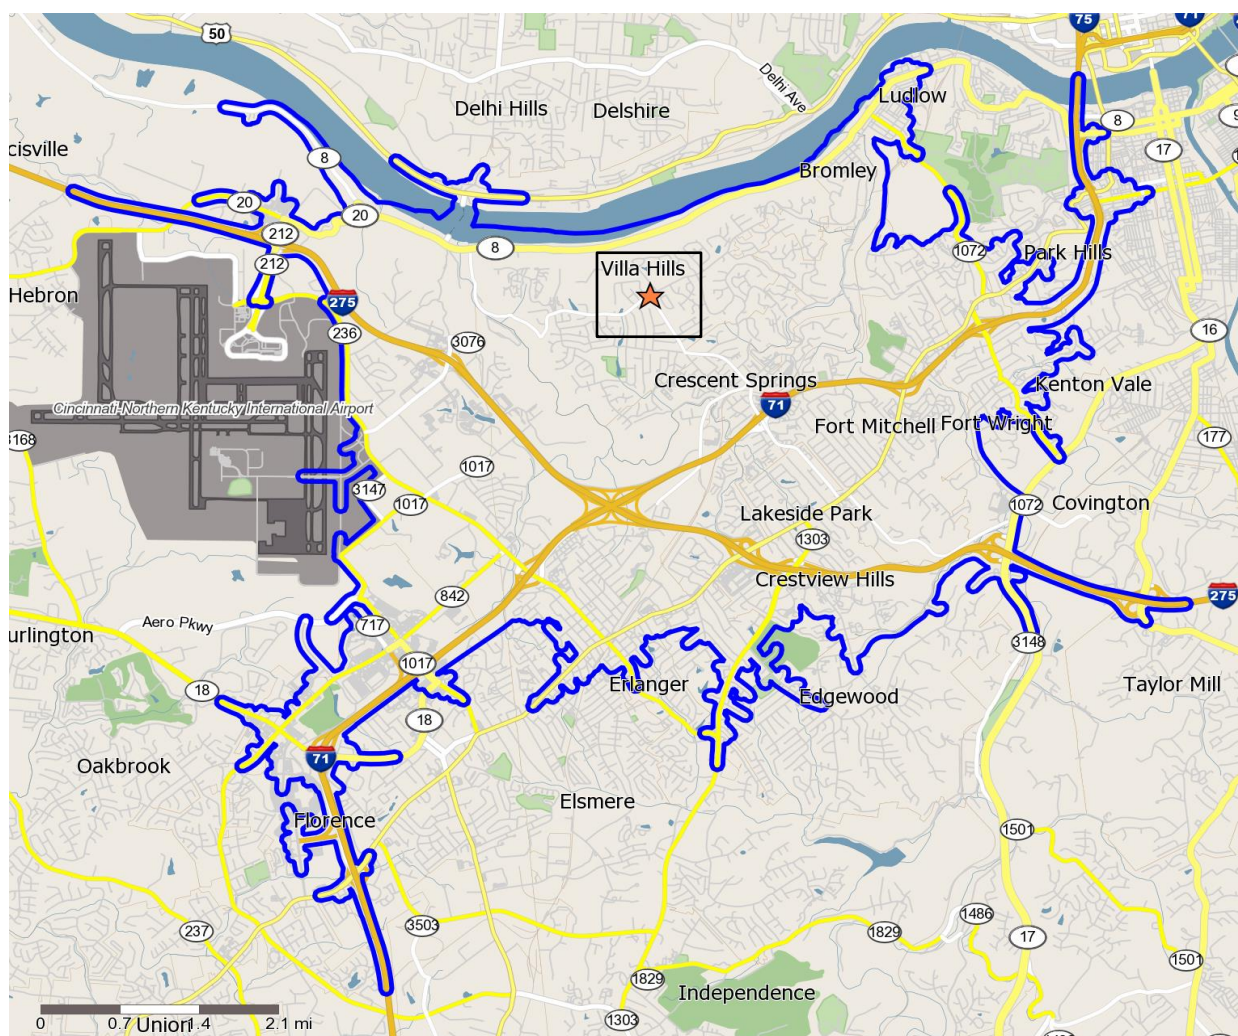 50
75
71
Delhi Ave
Delhi Hills
Delshire
Ludlow
8
9
cisville
8
17
Bromley
20
20
212
8
1072
Park Hills
212
Villa Hills
Hebron
275
236
3076
16
Crescent Springs
Kenton Vale
71
Cincinnati-Northern Kentucky International Airport
Fort Mitchell
Fort Wright
3168
177
1017
3147
1017
1072
Covington
Lakeside Park
1303
Crestview Hills
842
275
Aero Pkwy
717
urlington
3148
1017
18
Erlanger
Edgewood
Taylor Mill
18
71
Oakbrook
Elsmere
Florence
1501
237
3503
1486
1829
17
1501
1829
Independence
0
0.7
Union
1.4
2.1 mi
1303